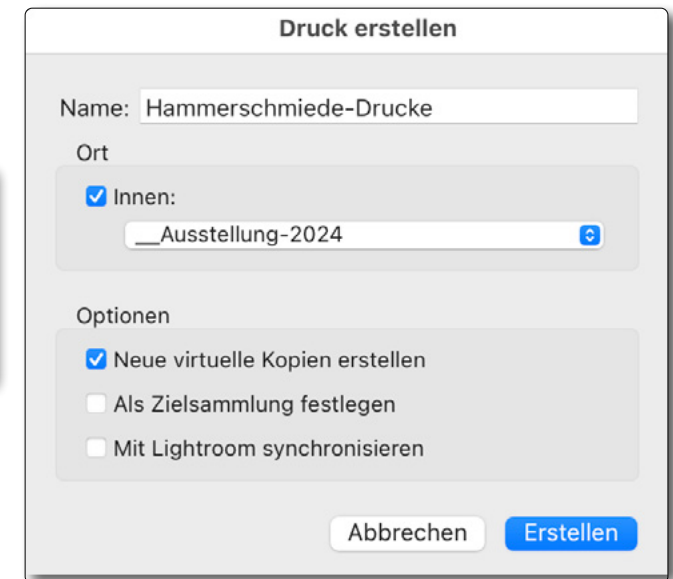 Druck erstellen
Name: Hammerschmiede-Drucke
Ort
Innen:
__Ausstellung-2024
Optionen
Neue virtuelle Kopien erstellen
Als Zielsammlung festlegen
Mit Lightroom synchronisieren
Abbrechen Erstellen